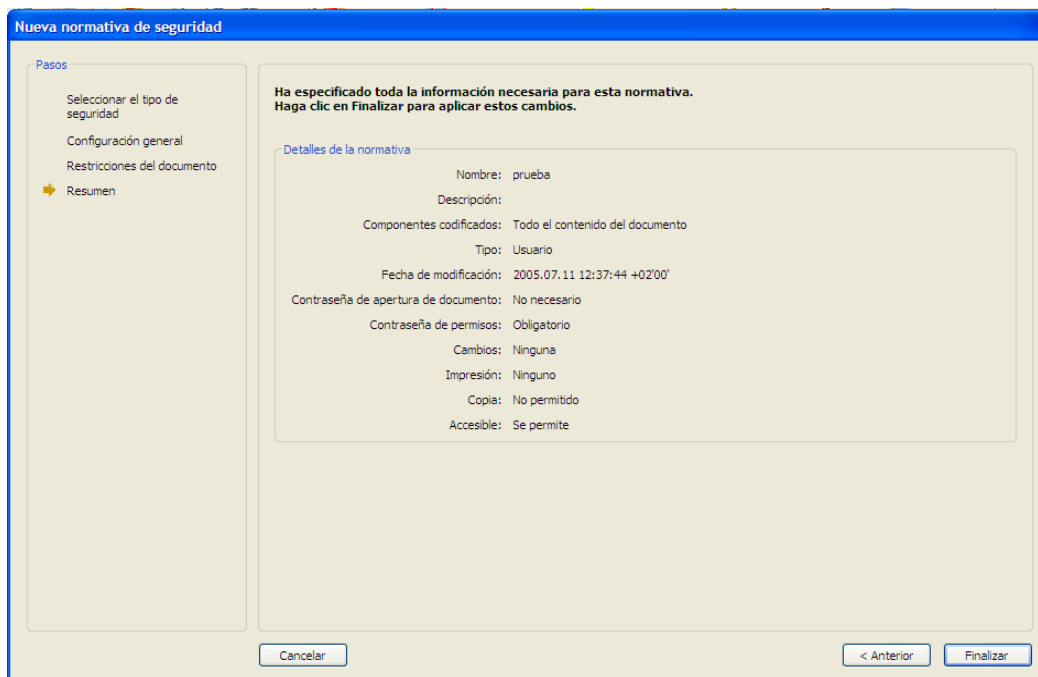 Nueva normativa de seguridad
Pasos
Seleccionar el tipo de
seguridad
Configuración general
Restricciones del documento
Resumen
Ha especificado toda la información necesaria para esta normativa.
Haga clic en Finalizar para aplicar estos cambios.
Detalles de la normativa
Nombre: prueba
Descripción:
Componentes codificados: Todo el contenido del documento
Tipo: Usuario
Fecha de modificación: 2005.07.11 12:37:44 +02'00'
Contraseña de apertura de documento: No necesario
Contraseña de permisos: Obligatorio
Cambios: Ninguna
Impresión: Ninguno
Copia: No permitido
Accesible: Se permite
Cancelar
< Anterior
Finalizar